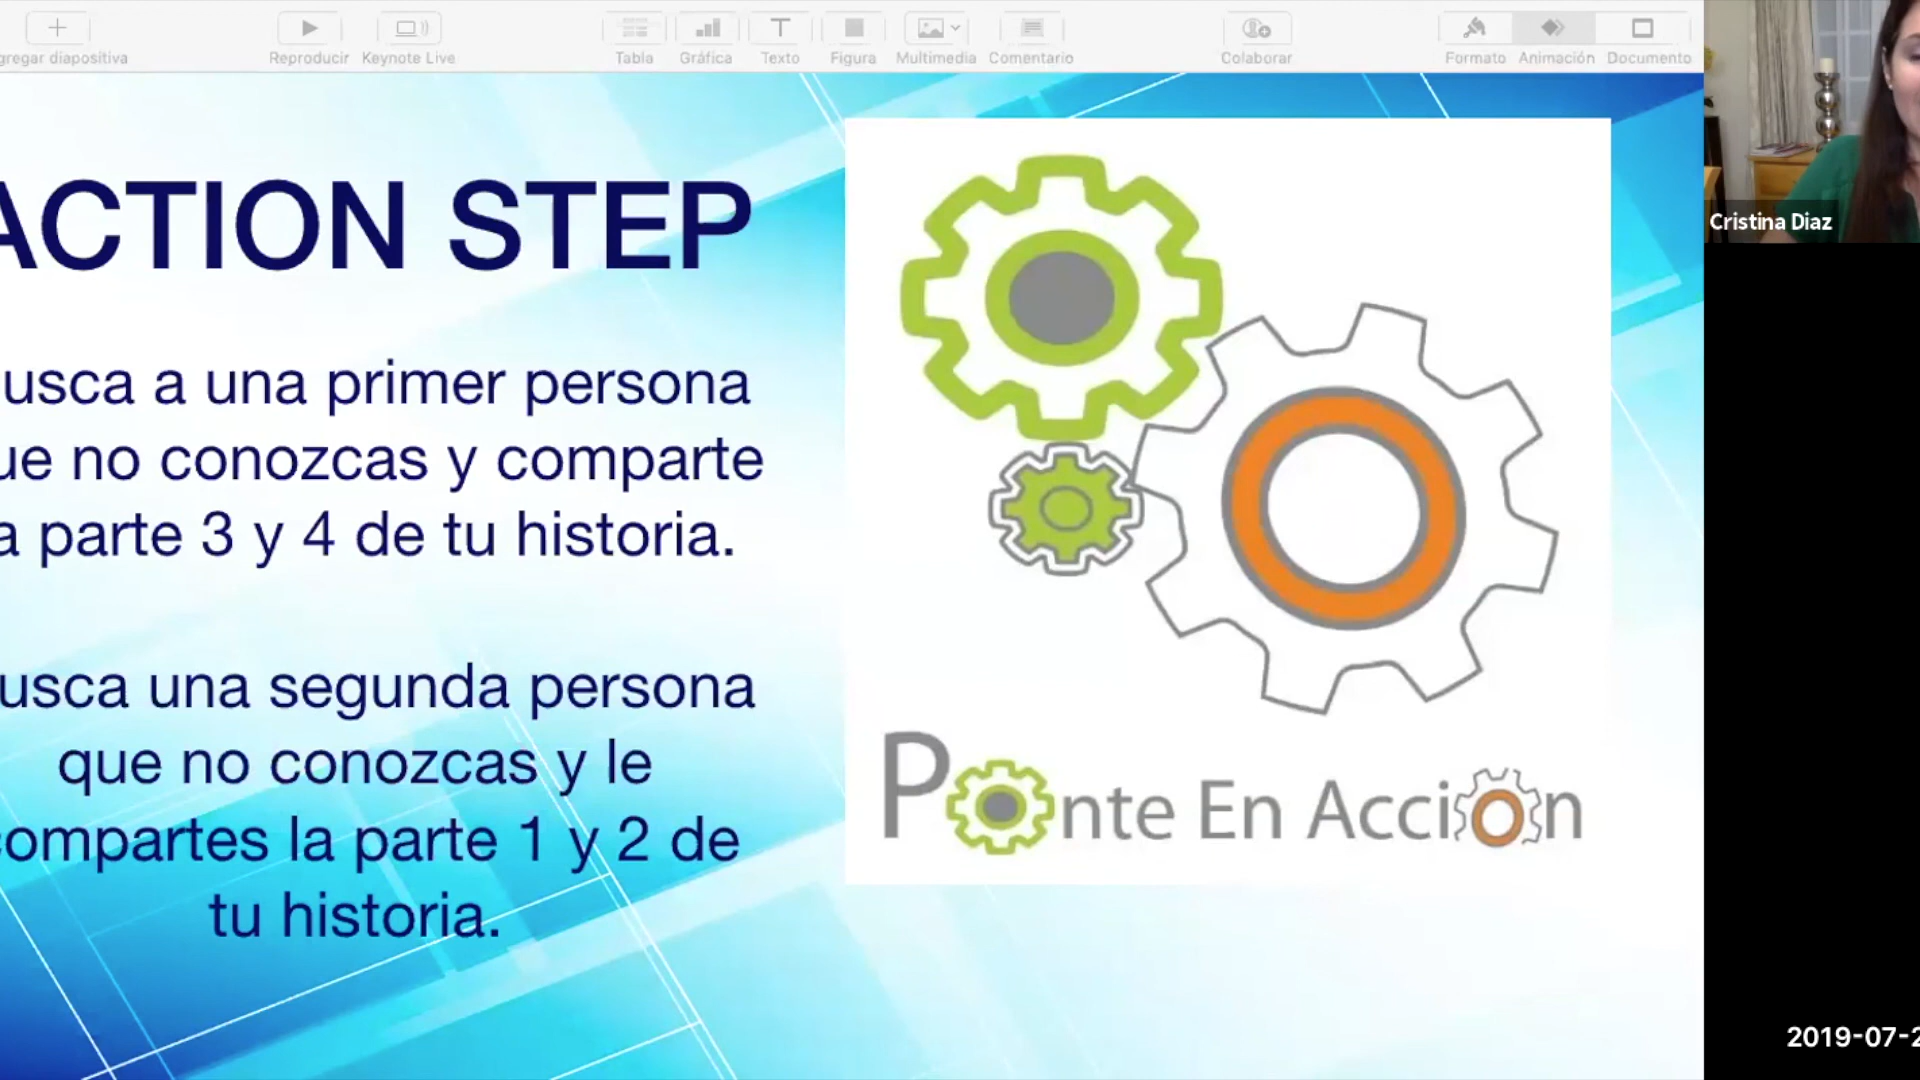 gregar diapositiva
Reproducir
Keynote Live
Tabla
Gráfica
Texto
Figura
Multimedia
Comentario
Colaborar
Formato
Animación
Documento
Cristina Diaz
ACTION STEP
usca a una primer persona
ue no conozcas y comparte
a parte 3 y 4 de tu historia.
usca una segunda persona
que no conozcas y le
compartes la parte 1 y 2 de
tu historia.
Ponte En Acción
2019-07-2